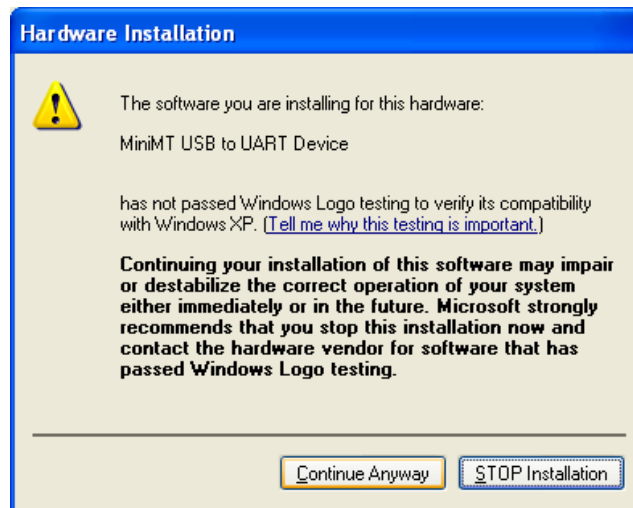 Hardware Installation
The software you are installing for this hardware:
MiniMT USB to UART Device
has not passed Windows Logo testing to verify its compatibility
with Windows XP. (Tell me why this testing is important.)
Continuing your installation of this software may impair
or destabilize the correct operation of your system
either immediately or in the future. Microsoft strongly
recommends that you stop this installation now and
contact the hardware vendor for software that has
passed Windows Logo testing.
Continue Anyway STOP Installation